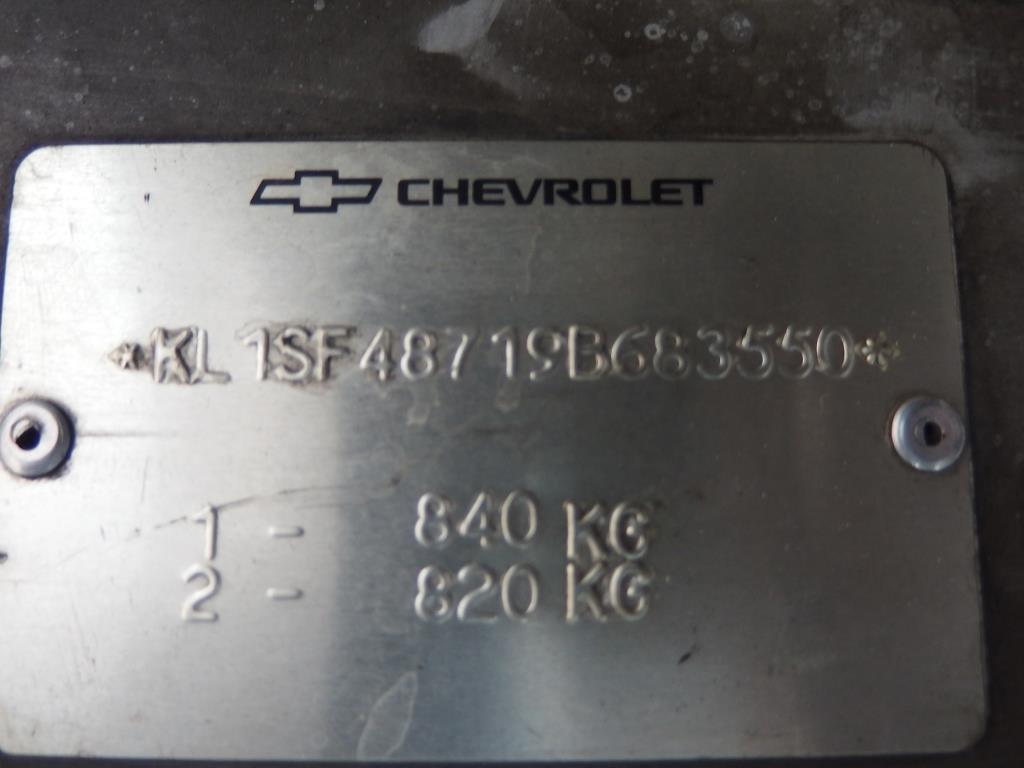 CHEVROLET
*KL1SF48719B683550*
1 - 840 KG
2 - 820 KG